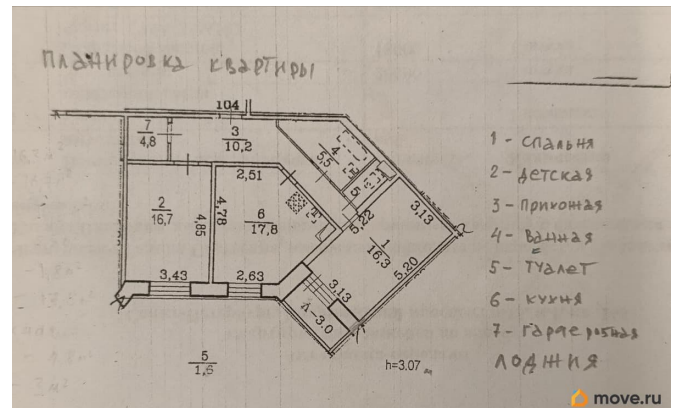 Планировка квартиры
104
7
4,8
3
10,2
4
5,5
5
2,51
2
16,7
4,85
4,78
6
17,8
5,22
3,13
1
16,3
5,20
3,43
2,63
3,13
Л-3.0
5
1,6
h=3.07 м
1 - спальня
2 - детская
3 - прихожая
4 - ванная
5 - туалет
6 - кухня
7 - гардеробная
лоджия
move.ru